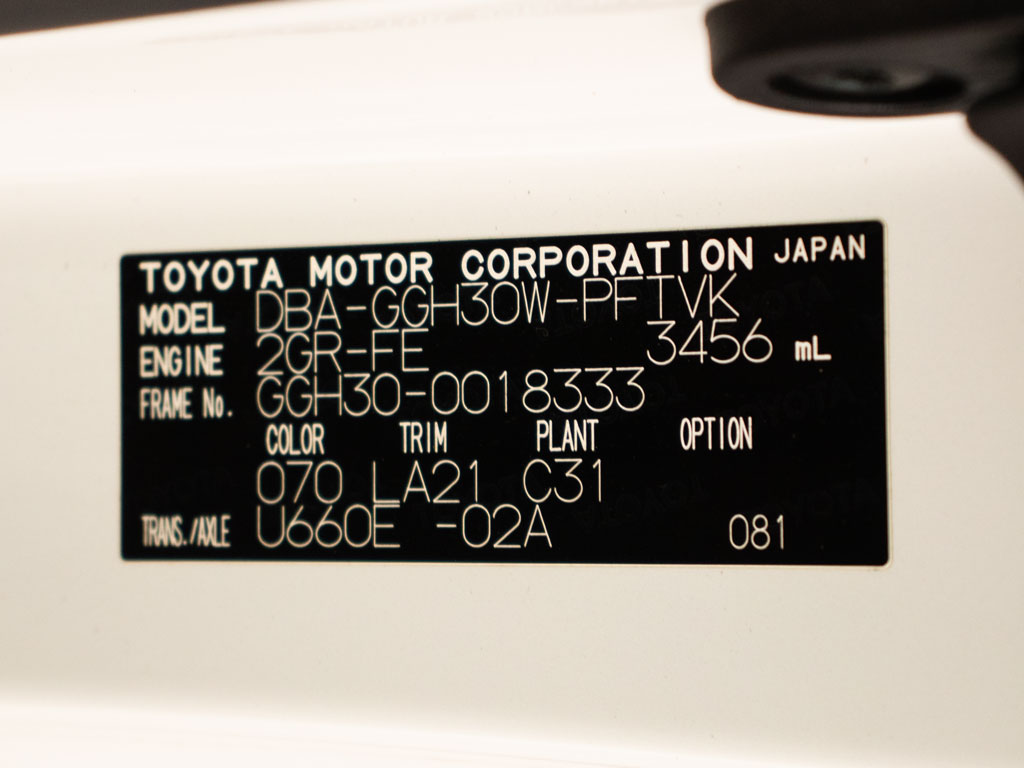 TOYOTA MOTOR CORPORATION JAPAN
MODEL DBA-GGH30W-PFTVK
ENGINE 2GR-FE 3456 mL
FRAME No. GGH30-0018333
COLOR TRIM PLANT OPTION
070 LA21 C31
TRANS./AXLE U660E -02A 081